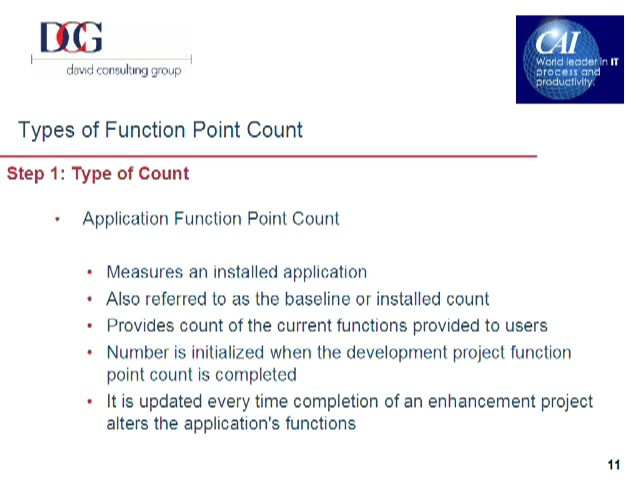 DCG
david consulting group
CAI
World leader in IT
process and
productivity.
Types of Function Point Count
Step 1: Type of Count
• Application Function Point Count
• Measures an installed application
• Also referred to as the baseline or installed count
• Provides count of the current functions provided to users
• Number is initialized when the development project function
point count is completed
• It is updated every time completion of an enhancement project
alters the application's functions
11